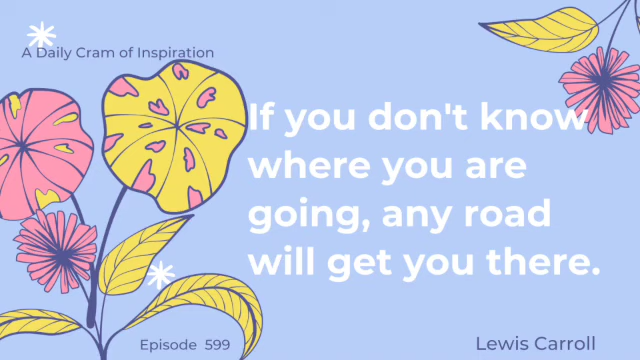 A Daily Cram of Inspiration
If you don't know
where you are
going, any road
will get you there.
Episode 599
Lewis Carroll